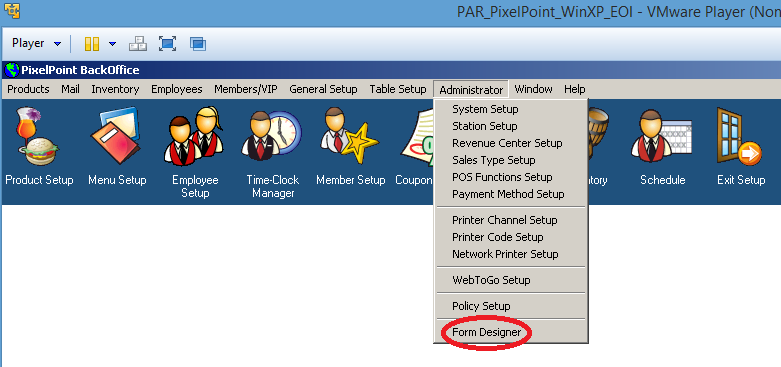 PAR_PixelPoint_WinXP_EOI - VMware Player (Non
Player
PixelPoint BackOffice
Products Mail Inventory Employees Members/VIP General Setup Table Setup Administrator Window Help
System Setup
Station Setup
Revenue Center Setup
Sales Type Setup
POS Functions Setup
Payment Method Setup
Printer Channel Setup
Printer Code Setup
Network Printer Setup
WebToGo Setup
Policy Setup
Form Designer
Product Setup Menu Setup Employee Setup Time-Clock Manager Member Setup Coupon Schedule Exit Setup